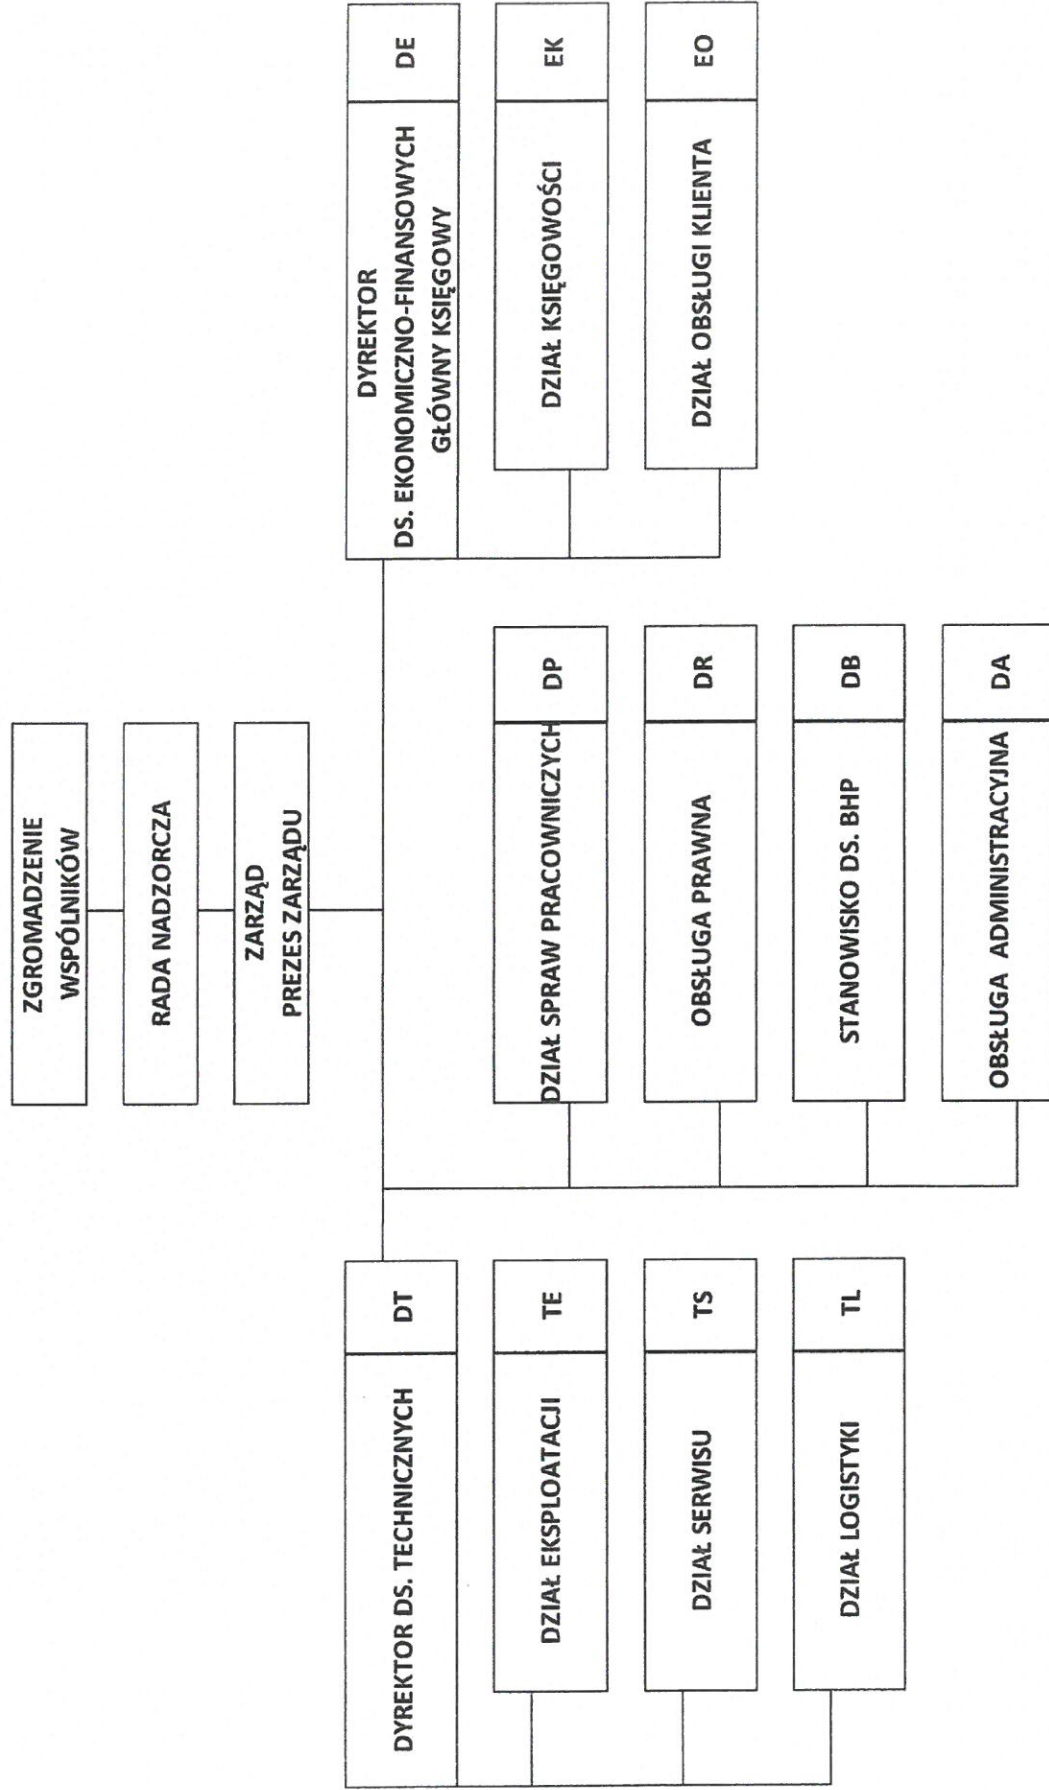 ZGROMADZENIE
WSPÓLNIKÓW
RADA NADZORCZA
ZARZĄD
PREZES ZARZĄDU
DYREKTOR DS. TECHNICZNYCH
DT
DZIAŁ EKSPLOATACJI
TE
DZIAŁ SERWISU
TS
DZIAŁ LOGISTYKI
TL
DZIAŁ SPRAW PRACOWNICZYCH
DP
OBSŁUGA PRAWNA
DR
STANOWISKO DS. BHP
DB
OBSŁUGA ADMINISTRACYJNA
DA
DYREKTOR
DS. EKONOMICZNO-FINANSOWYCH
GŁÓWNY KSIĘGOWY
DE
DZIAŁ KSIĘGOWOŚCI
EK
DZIAŁ OBSŁUGI KLIENTA
EO